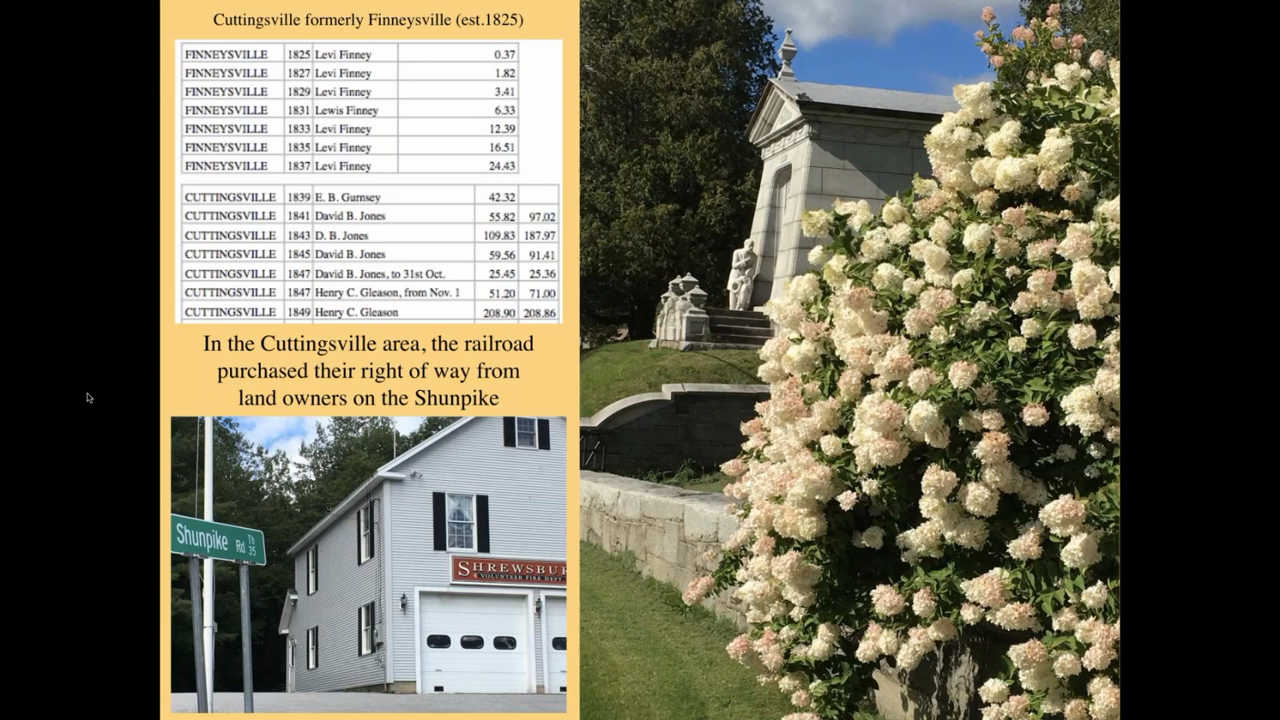 Cuttingsville formerly Finneysville (est.1825)
FINNEYSVILLE 1825 Levi Finney 0.37
FINNEYSVILLE 1827 Levi Finney 1.82
FINNEYSVILLE 1829 Levi Finney 3.41
FINNEYSVILLE 1831 Lewis Finney 6.33
FINNEYSVILLE 1833 Levi Finney 12.39
FINNEYSVILLE 1835 Levi Finney 16.51
FINNEYSVILLE 1837 Levi Finney 24.43
CUTTINGSVILLE 1839 E. B. Gurnsey 42.32
CUTTINGSVILLE 1841 David B. Jones 55.82 97.02
CUTTINGSVILLE 1843 D. B. Jones 109.83 187.97
CUTTINGSVILLE 1845 David B. Jones 59.56 91.41
CUTTINGSVILLE 1847 David B. Jones, to 31st Oct. 25.45 25.36
CUTTINGSVILLE 1847 Henry C. Gleason, from Nov. 1 51.20 71.00
CUTTINGSVILLE 1849 Henry C. Gleason 208.90 208.86
In the Cuttingsville area, the railroad
purchased their right of way from
land owners on the Shunpike
Shunpike Rd Th 35
SHREWSBUR
VOLUNTEER FIRE DEPT